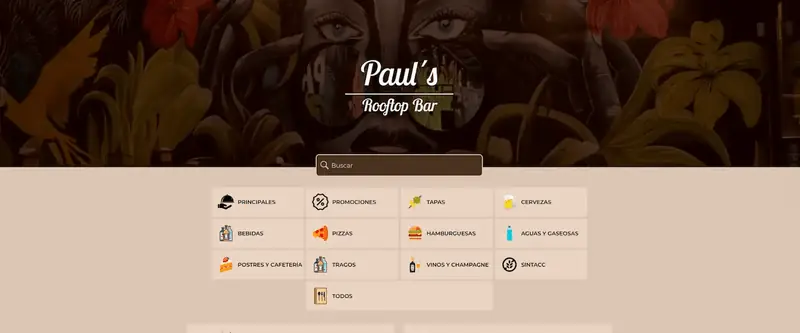 Paul´s
Rooftop Bar
Buscar
PRINCIPALES
PROMOCIONES
TAPAS
CERVEZAS
BEBIDAS
PIZZAS
HAMBURGUESAS
AGUAS Y GASEOSAS
POSTRES Y CAFETERÍA
TRAGOS
VINOS Y CHAMPAGNE
SINTACC
TODOS